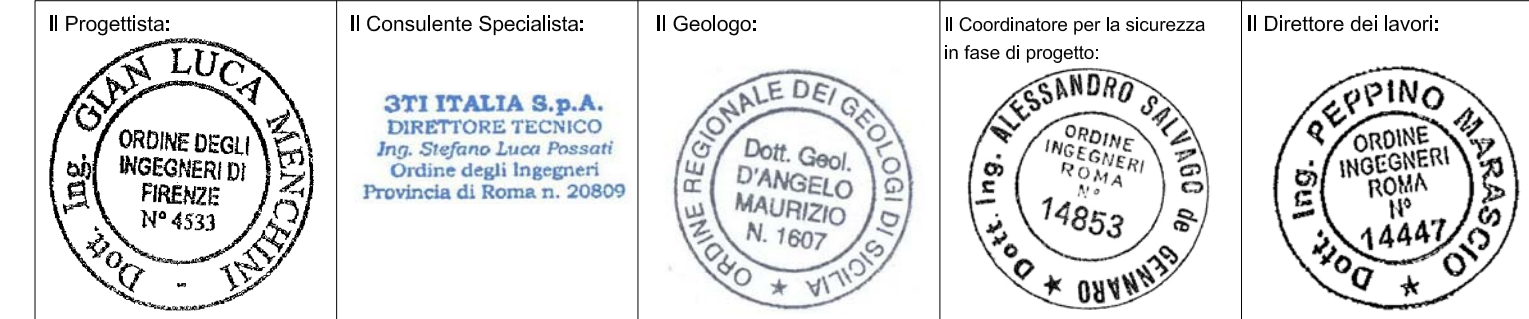 Il Progettista:
Dott. Ing. GIAN LUCA MENCHINI -
ORDINE DEGLI
INGEGNERI DI
FIRENZE
N° 4533
Il Consulente Specialista:
3TI ITALIA S.p.A.
DIRETTORE TECNICO
Ing. Stefano Luca Possati
Ordine degli Ingegneri
Provincia di Roma n. 20809
Il Geologo:
ORDINE REGIONALE DEI GEOLOGI DI SICILIA ★
Dott. Geol.
D'ANGELO
MAURIZIO
N. 1607
Il Coordinatore per la sicurezza
in fase di progetto:
Dott. Ing. ALESSANDRO SALVAGO de GENNARO ★
ORDINE
INGEGNERI
ROMA
N°
14853
Il Direttore dei lavori:
Dott. Ing. PEPPINO MARASCIO ★
ORDINE
INGEGNERI
ROMA
N°
14447